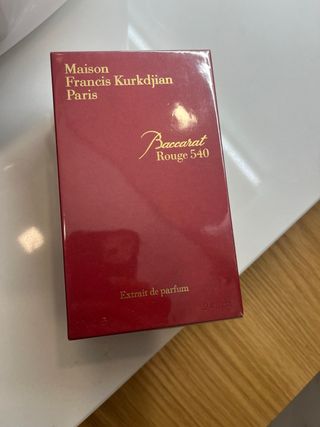 Maison
Francis Kurkdjian
Paris
Baccarat
Rouge 540
Extrait de parfum